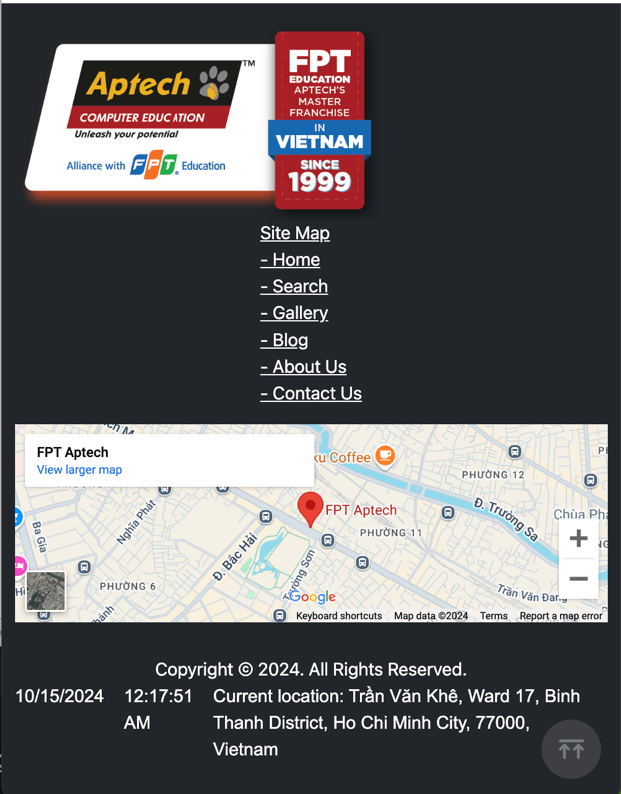 Aptech ™
COMPUTER EDUCATION
Unleash your potential
Alliance with FPT® Education
FPT
EDUCATION
APTECH'S
MASTER
FRANCHISE
IN
VIETNAM
SINCE
1999
Site Map
- Home
- Search
- Gallery
- Blog
- About Us
- Contact Us
FPT Aptech
View larger map
ku Coffee
PHƯỜNG 12
Đ. Trường Sa
Chùa Phá
FPT Aptech
PHƯỜNG 11
Nghĩa Phát
Ba Gia
Đ. Bắc Hải
Trường Sơn
PHƯỜNG 6
Trần Văn Đang
Google
Keyboard shortcuts Map data ©2024 Terms Report a map error
Copyright © 2024. All Rights Reserved.
10/15/2024 12:17:51 AM
Current location: Trần Văn Khê, Ward 17, Binh
Thanh District, Ho Chi Minh City, 77000,
Vietnam